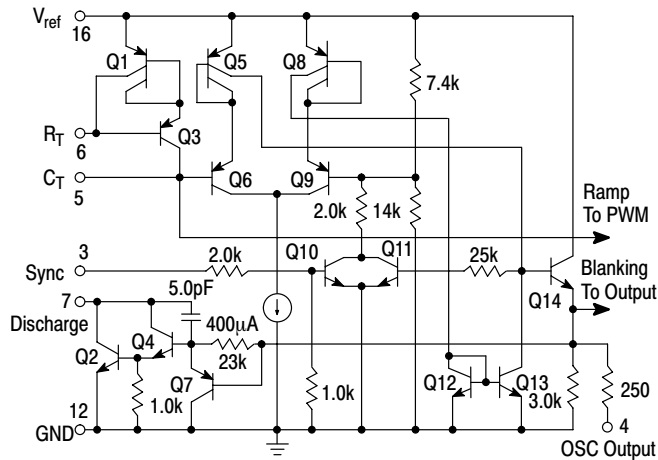 Vref
16
Q1
Q5
Q8
7.4k
RT
6
Q3
CT
5
Q6
Q9
2.0k
14k
Ramp
To PWM
Sync
3
2.0k
Q10
Q11
25k
Q14
Blanking
To Output
7
Discharge
5.0pF
400µA
Q2
Q4
23k
Q7
1.0k
1.0k
Q12
Q13
3.0k
250
12
GND
4
OSC Output